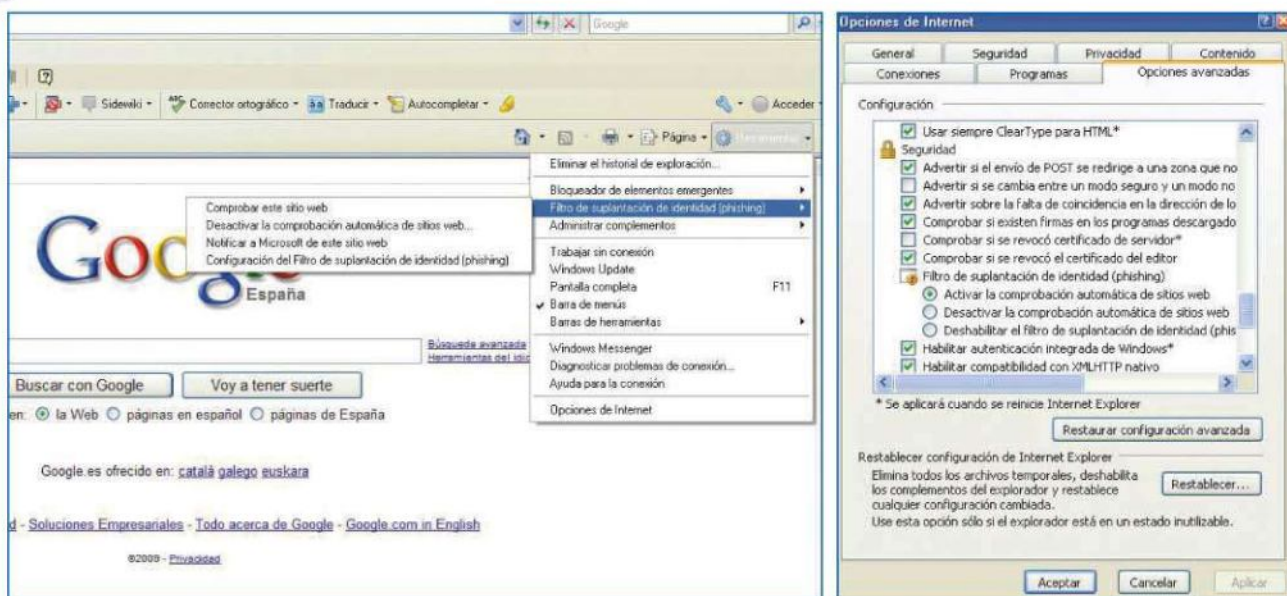 Google
Sidewiki
Corrector ortográfico
Traducir
Autocompletar
Acceder
Página
Eliminar el historial de exploración...
Bloqueador de elementos emergentes
Filtro de suplantación de identidad (phishing)
Administrar complementos
Trabajar sin conexión
Windows Update
Pantalla completa F11
Barra de menús
Barras de herramientas
Windows Messenger
Diagnosticar problemas de conexión...
Ayuda para la conexión
Opciones de Internet
Comprobar este sitio web
Desactivar la comprobación automática de sitios web...
Notificar a Microsoft de este sitio web
Configuración del Filtro de suplantación de identidad (phishing)
España
Búsqueda avanzada
Herramientas del idio
Buscar con Google
Voy a tener suerte
en: la Web páginas en español páginas de España
Google es ofrecido en: català galego euskara
d - Soluciones Empresariales - Todo acerca de Google - Google.com in English
©2009 - Privacidad
Opciones de Internet
General Seguridad Privacidad Contenido
Conexiones Programas Opciones avanzadas
Configuración
Usar siempre ClearType para HTML*
Seguridad
Advertir si el envío de POST se redirige a una zona que no
Advertir si se cambia entre un modo seguro y un modo no
Advertir sobre la falta de coincidencia en la dirección de lo
Comprobar si existen firmas en los programas descargado
Comprobar si se revocó certificado de servidor*
Comprobar si se revocó el certificado del editor
Filtro de suplantación de identidad (phishing)
Activar la comprobación automática de sitios web
Desactivar la comprobación automática de sitios web
Deshabilitar el filtro de suplantación de identidad (phis
Habilitar autenticación integrada de Windows*
Habilitar compatibilidad con XMLHTTP nativo
* Se aplicará cuando se reinicie Internet Explorer
Restaurar configuración avanzada
Restablecer configuración de Internet Explorer
Elimina todos los archivos temporales, deshabilita
los complementos del explorador y restablece
cualquier configuración cambiada.
Restablecer...
Use esta opción sólo si el explorador está en un estado inutilizable.
Aceptar Cancelar Aplicar